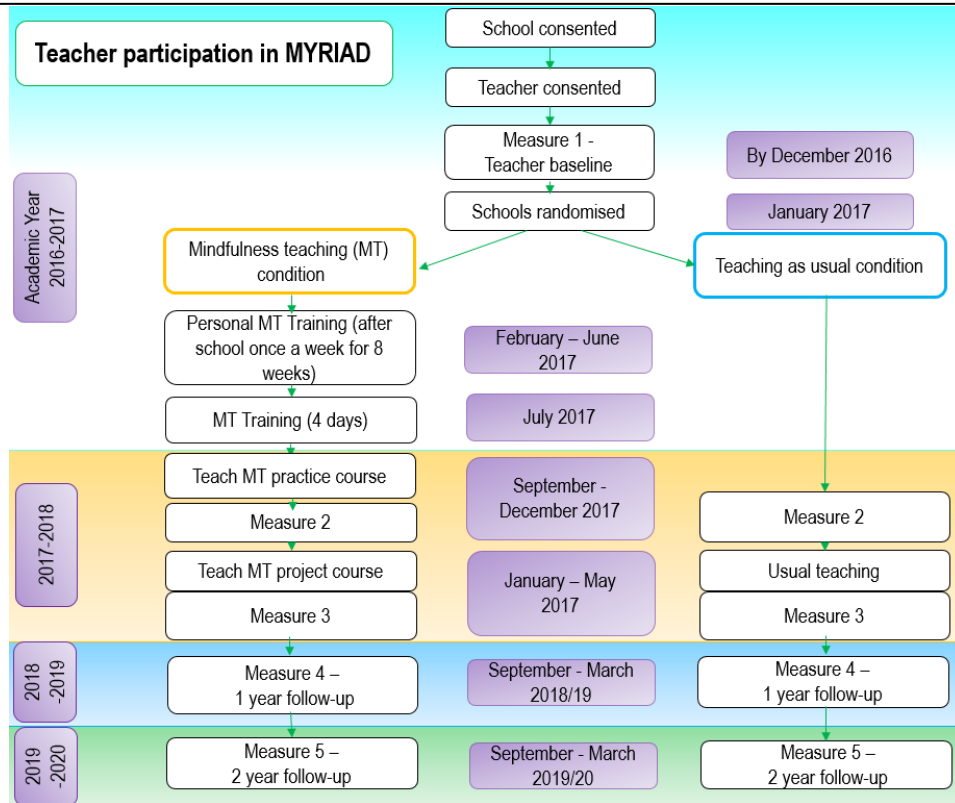 Teacher participation in MYRIAD
School consented
Teacher consented
Measure 1 -
Teacher baseline
By December 2016
Academic Year
2016-2017
Schools randomised
January 2017
Mindfulness teaching (MT)
condition
Teaching as usual condition
Personal MT Training (after
school once a week for 8
weeks)
February – June
2017
MT Training (4 days)
July 2017
2017-2018
Teach MT practice course
September -
December 2017
Measure 2
Measure 2
Teach MT project course
January – May
2017
Usual teaching
Measure 3
Measure 3
2018
-2019
Measure 4 –
1 year follow-up
September - March
2018/19
Measure 4 –
1 year follow-up
2019
-2020
Measure 5 –
2 year follow-up
September - March
2019/20
Measure 5 –
2 year follow-up